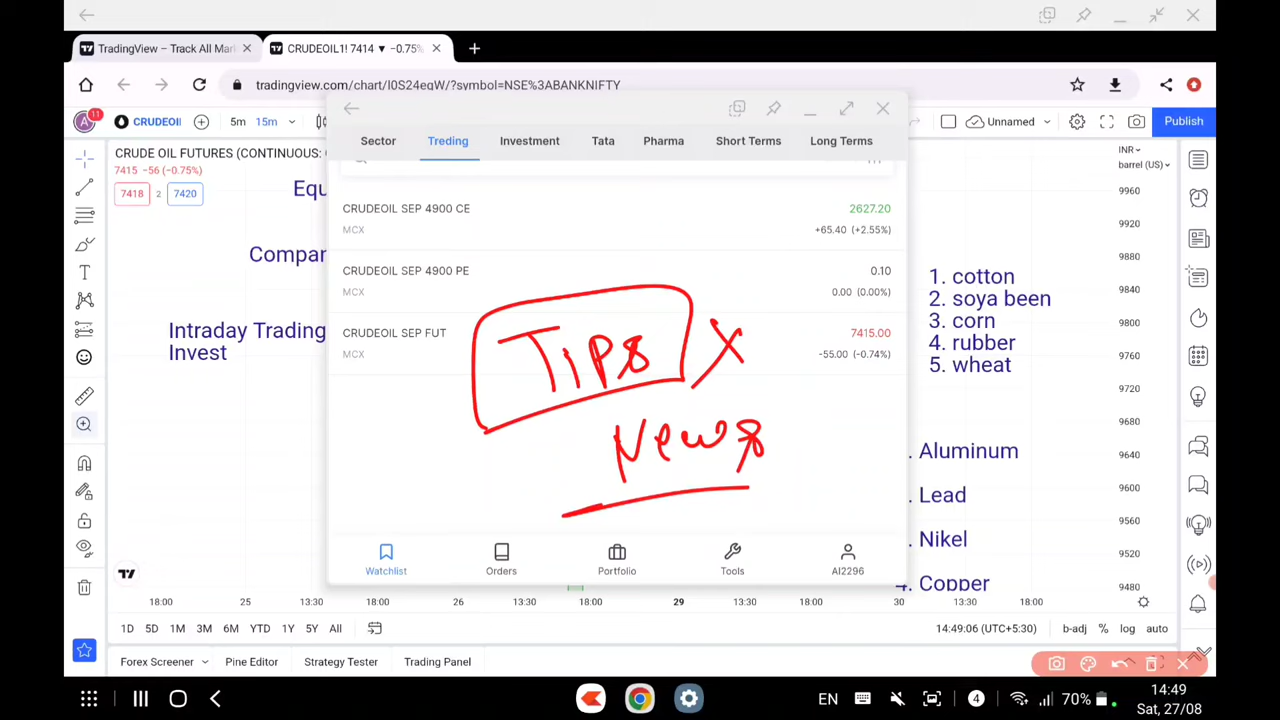 TradingView – Track All Mar
CRUDEOIL1! 7414 ▼ −0.75%
tradingview.com/chart/I0S24eqW/?symbol=NSE%3ABANKNIFTY
A
11
CRUDEOI
5m
15m
Unnamed
Publish
CRUDE OIL FUTURES (CONTINUOUS:
7415 −56 (−0.75%)
7418
2
7420
Equ
Compan
Intraday Trading
Invest
Sector
Treding
Investment
Tata
Pharma
Short Terms
Long Terms
CRUDEOIL SEP 4900 CE
2627.20
MCX
+65.40 (+2.55%)
CRUDEOIL SEP 4900 PE
0.10
MCX
0.00 (0.00%)
CRUDEOIL SEP FUT
7415.00
MCX
-55.00 (-0.74%)
Tips X
News
Watchlist
Orders
Portfolio
Tools
AI2296
1. cotton
2. soya been
3. corn
4. rubber
5. wheat
. Aluminum
. Lead
. Nikel
4. Copper
INR
barrel (US)
9960
9920
9880
9840
9800
9760
9720
9680
9640
9600
9560
9520
9480
18:00
25
13:30
18:00
26
13:30
18:00
29
13:30
18:00
30
13:30
18:00
1D
5D
1M
3M
6M
YTD
1Y
5Y
All
14:49:06 (UTC+5:30)
b-adj
%
log
auto
Forex Screener
Pine Editor
Strategy Tester
Trading Panel
EN
4
70%
14:49
Sat, 27/08